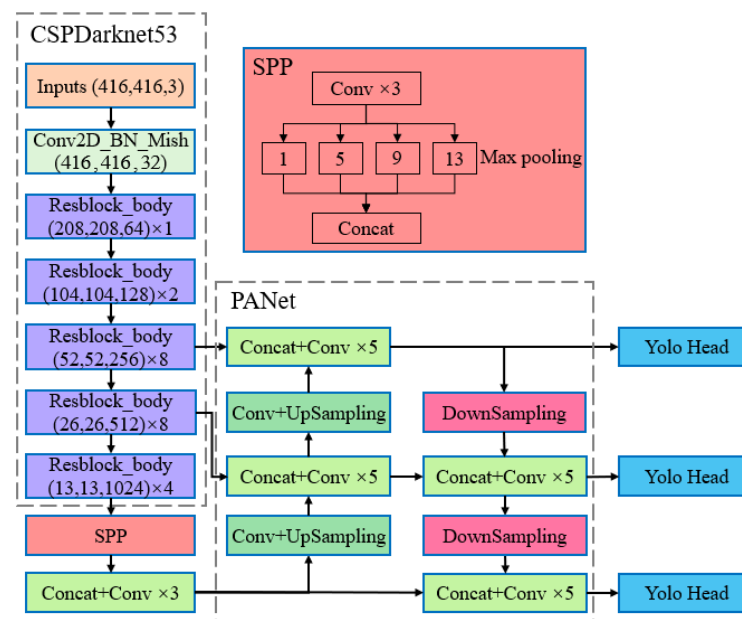 CSPDarknet53
Inputs (416,416,3)
Conv2D_BN_Mish
(416,416,32)
Resblock_body
(208,208,64)×1
Resblock_body
(104,104,128)×2
Resblock_body
(52,52,256)×8
Resblock_body
(26,26,512)×8
Resblock_body
(13,13,1024)×4
SPP
Concat+Conv ×3
SPP
Conv ×3
1
5
9
13
Max pooling
Concat
PANet
Concat+Conv ×5
Yolo Head
Conv+UpSampling
DownSampling
Concat+Conv ×5
Concat+Conv ×5
Yolo Head
Conv+UpSampling
DownSampling
Concat+Conv ×5
Yolo Head